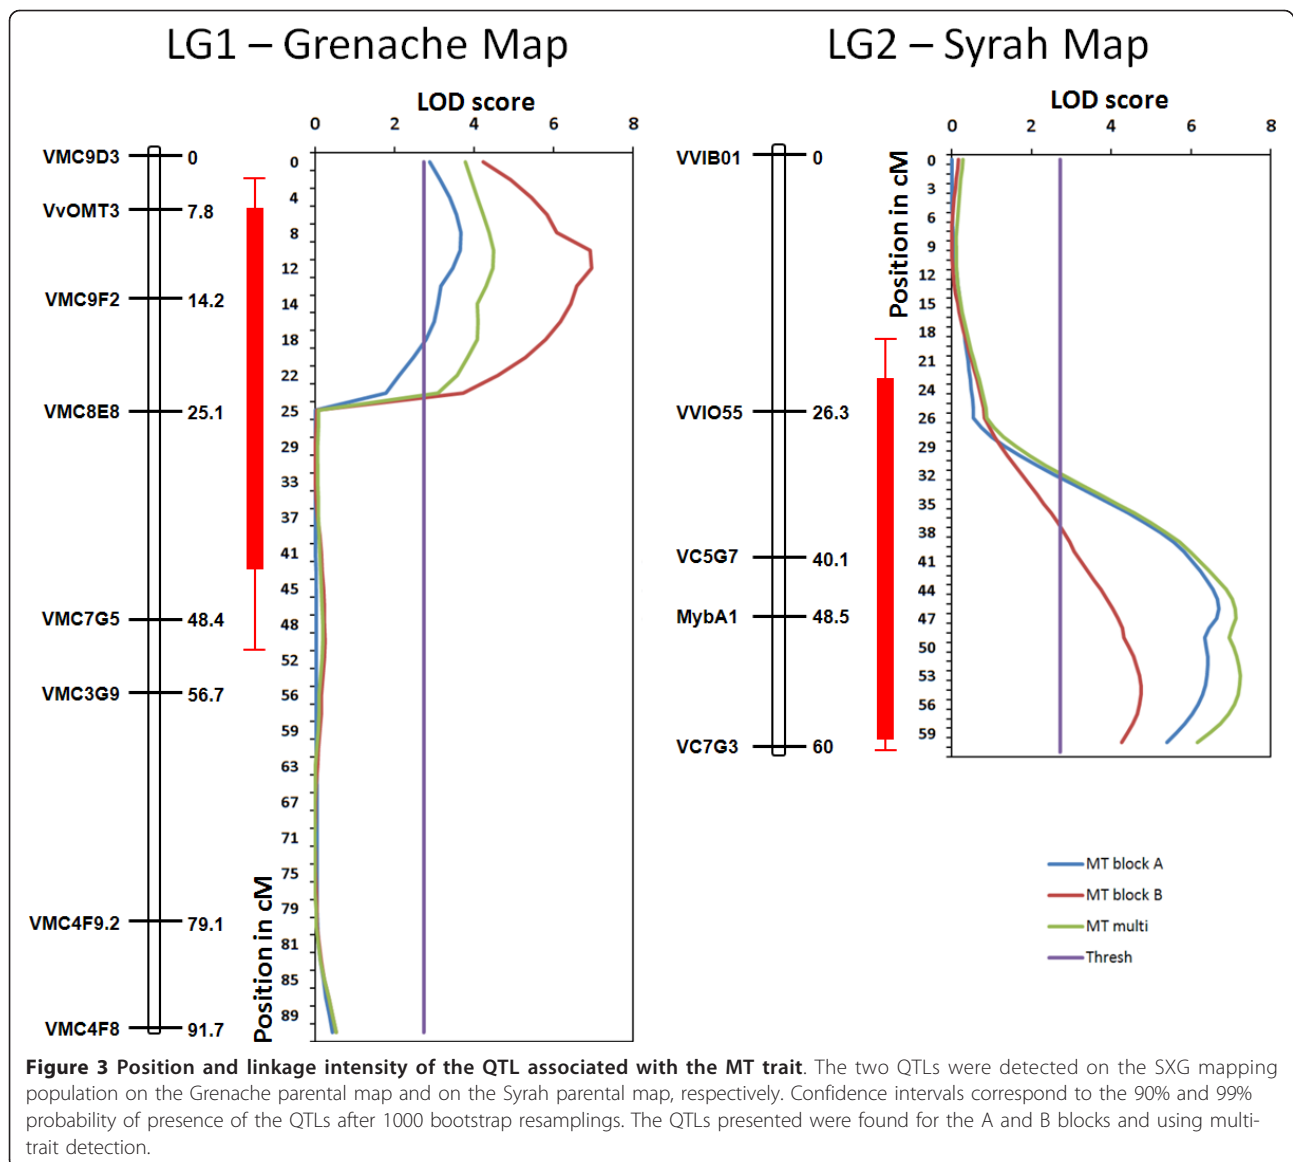 LG1 – Grenache Map
LG2 – Syrah Map
LOD score
0 2 4 6 8
VMC9D3 0
VvOMT3 7.8
VMC9F2 14.2
VMC8E8 25.1
VMC7G5 48.4
VMC3G9 56.7
VMC4F9.2 79.1
VMC4F8 91.7
Position in cM
0
4
8
12
14
18
22
25
29
33
37
41
45
48
52
56
59
63
67
71
75
79
81
85
89
LOD score
0 2 4 6 8
VVIB01 0
VVIO55 26.3
VC5G7 40.1
MybA1 48.5
VC7G3 60
Position in cM
0
3
6
9
12
15
18
21
24
26
29
32
35
38
41
44
47
50
53
56
59
MT block A
MT block B
MT multi
Thresh
Figure 3 Position and linkage intensity of the QTL associated with the MT trait. The two QTLs were detected on the SXG mapping
population on the Grenache parental map and on the Syrah parental map, respectively. Confidence intervals correspond to the 90% and 99%
probability of presence of the QTLs after 1000 bootstrap resamplings. The QTLs presented were found for the A and B blocks and using multi-
trait detection.